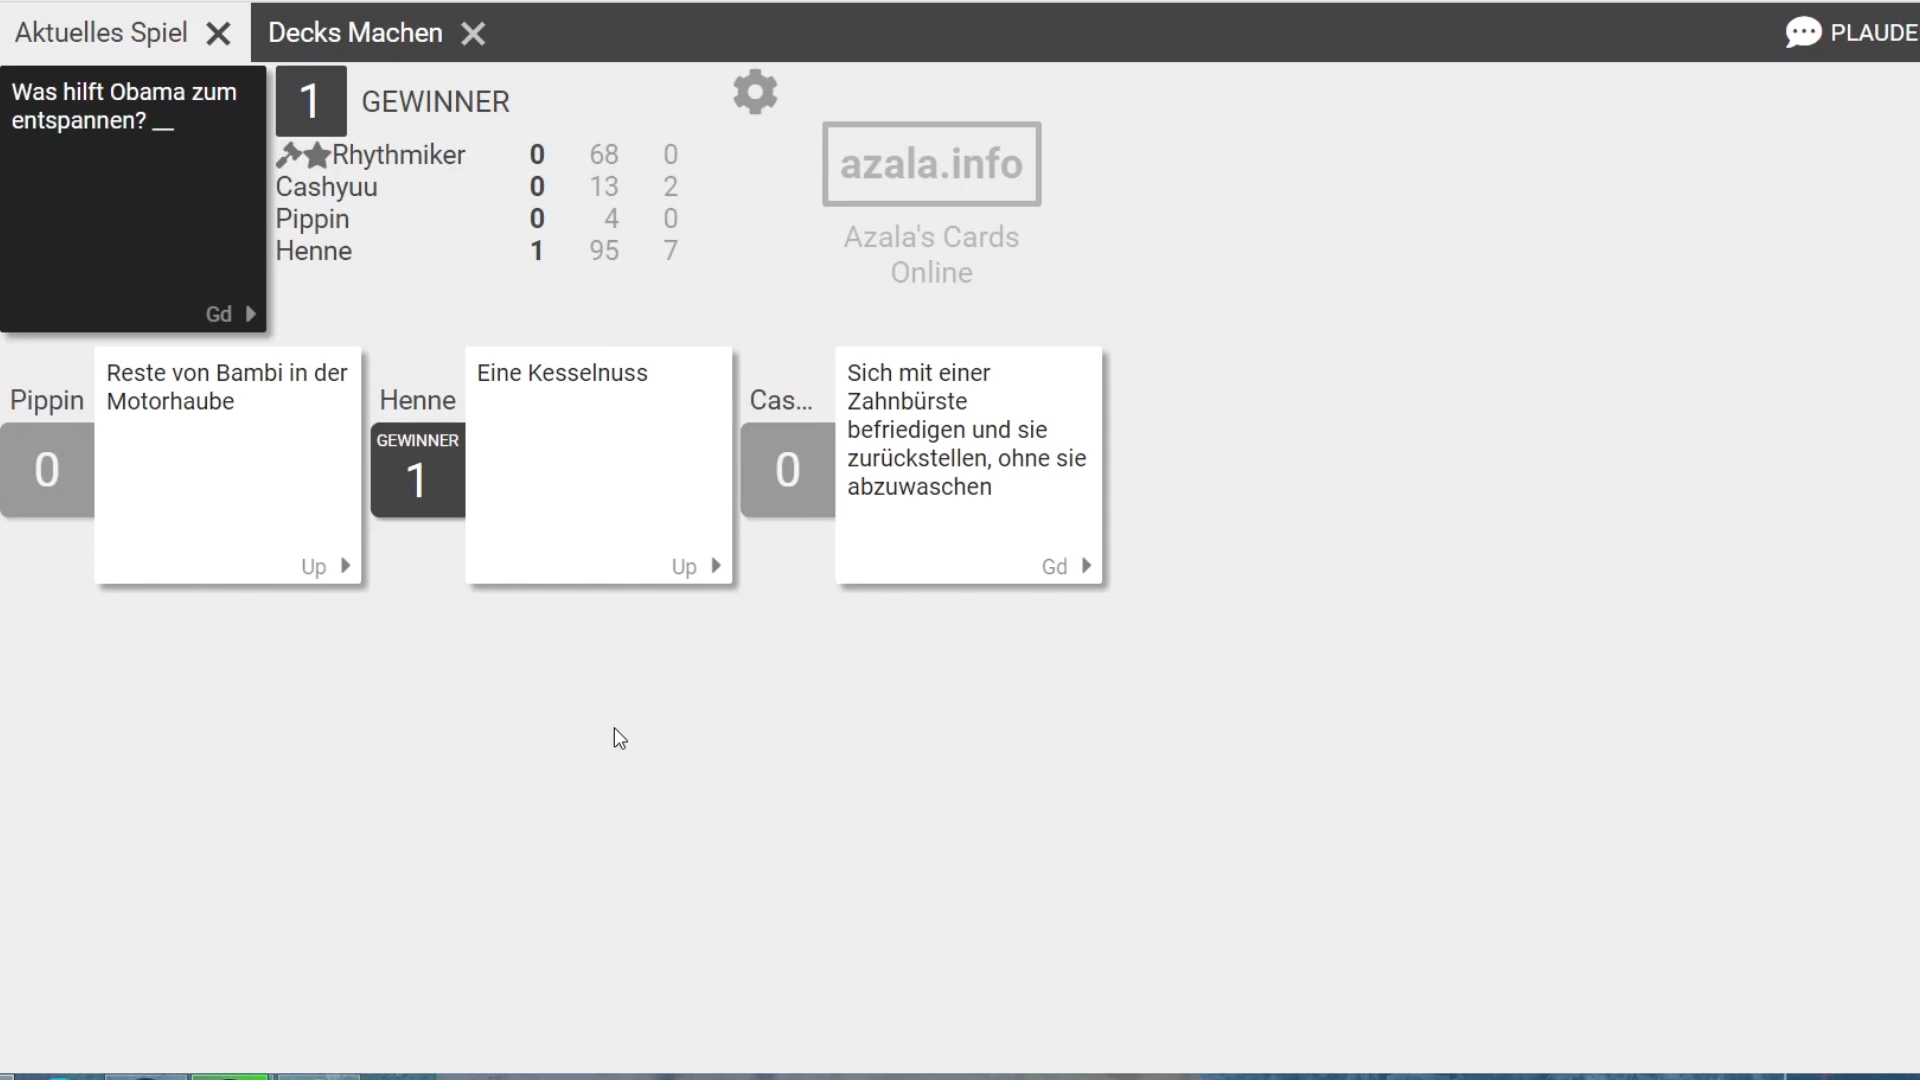 Aktuelles Spiel
Decks Machen
PLAUDE
Was hilft Obama zum
entspannen? __
Gd
1 GEWINNER
Rhythmiker 0 68 0
Cashyuu 0 13 2
Pippin 0 4 0
Henne 1 95 7
azala.info
Azala's Cards
Online
Pippin
0
Reste von Bambi in der
Motorhaube
Up
Henne
GEWINNER
1
Eine Kesselnuss
Up
Cas...
0
Sich mit einer
Zahnbürste
befriedigen und sie
zurückstellen, ohne sie
abzuwaschen
Gd